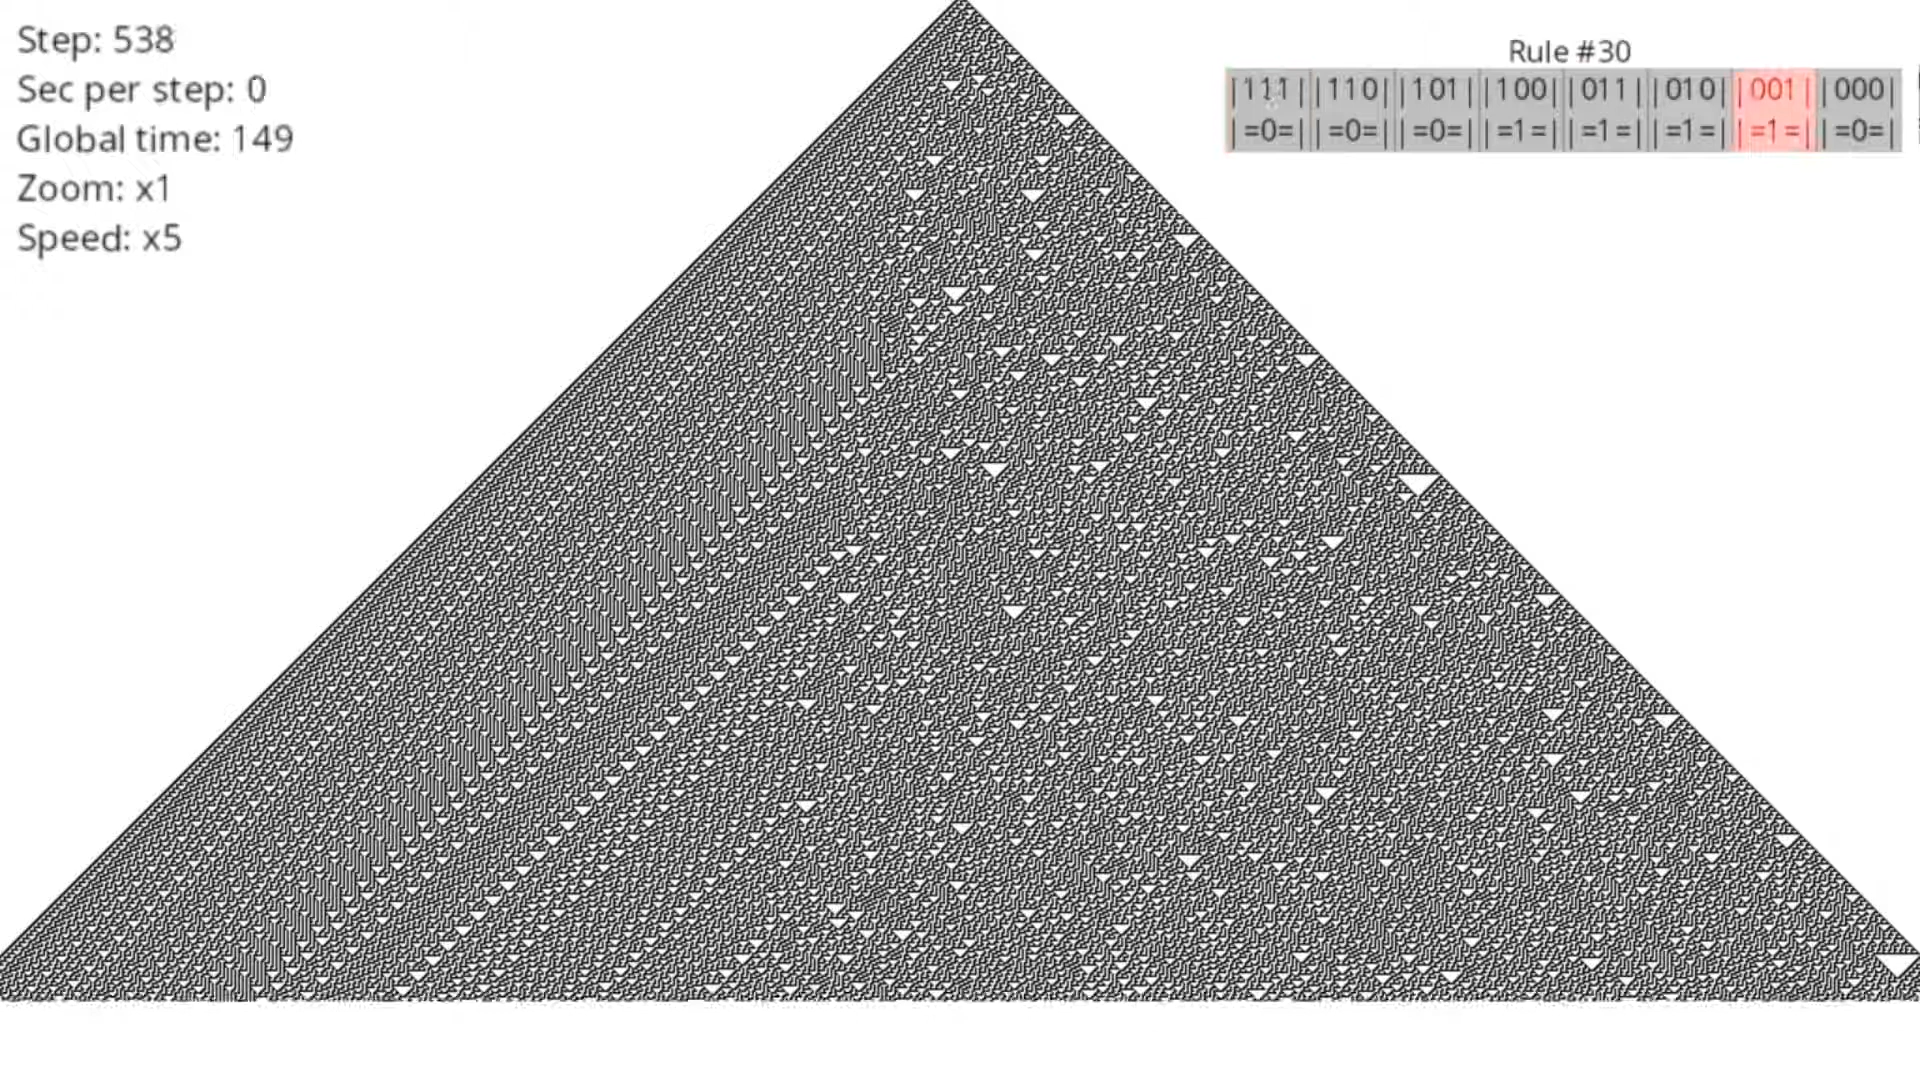 Step: 538
Sec per step: 0
Global time: 149
Zoom: x1
Speed: x5
Rule #30
|111| |110| |101| |100| |011| |010| |001| |000|
|=0=| |=0=| |=0=| |=1=| |=1=| |=1=| |=1=| |=0=|